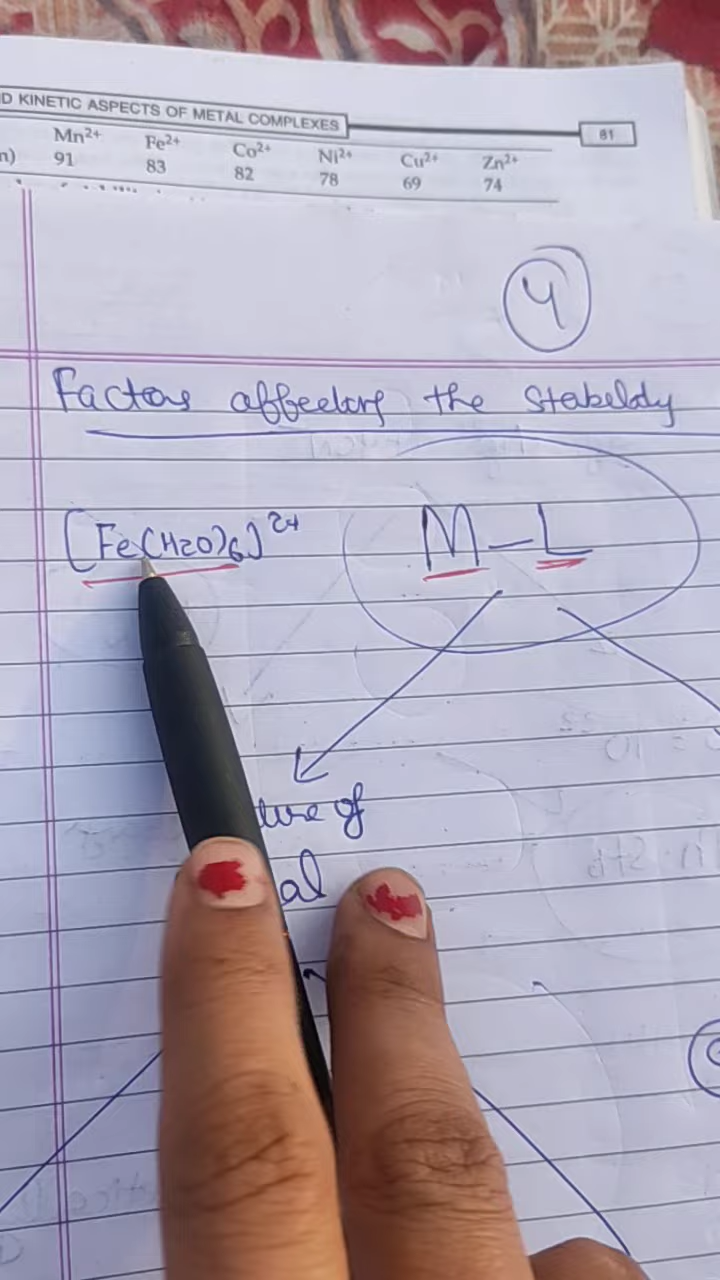 D KINETIC ASPECTS OF METAL COMPLEXES 81
n) Mn²⁺ Fe²⁺ Co²⁺ Ni²⁺ Cu²⁺ Zn²⁺
91 83 82 78 69 74
4
Factors affecting the Stability
[Fe(H2O)6]²⁺ M–L
ture of
al